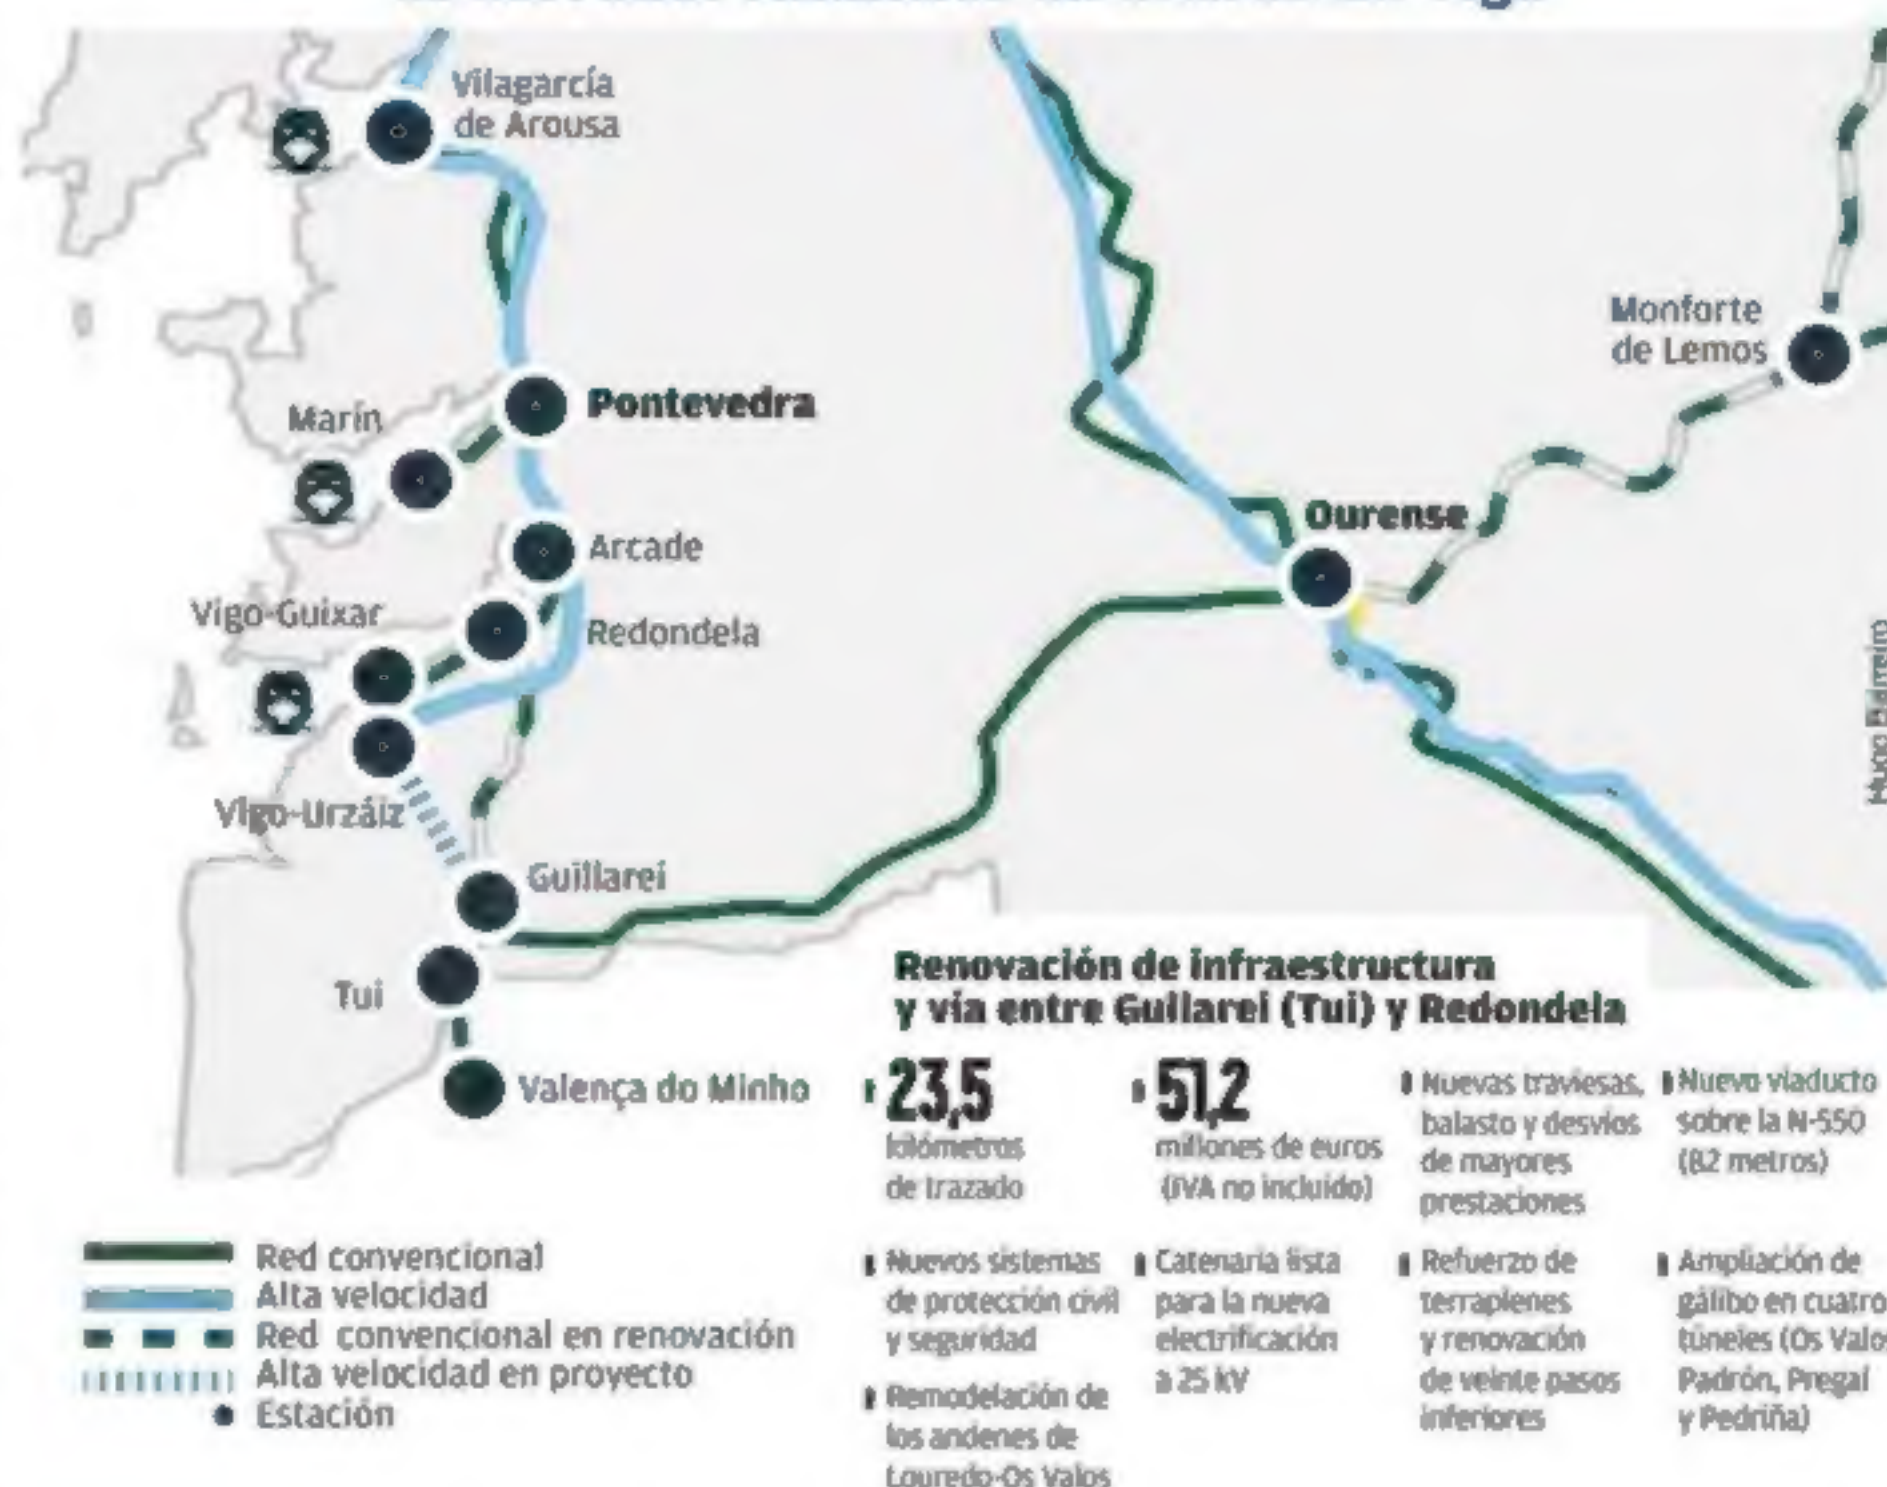 Vilagarcía
de Arousa
Monforte
de Lemos
Marín
Pontevedra
Ourense
Arcade
Vigo-Guixar
Redondela
Vigo-Urzáiz
Guillarei
Tui
Valença do Minho
Hugo Barreiro
Renovación de infraestructura
y vía entre Guilarei (Tui) y Redondela
23,5
kilómetros
de trazado
51,2
millones de euros
(IVA no incluido)
Nuevas traviesas,
balasto y desvíos
de mayores
prestaciones
Nuevo viaducto
sobre la N-550
(82 metros)
Nuevos sistemas
de protección civil
y seguridad
Catenaria lista
para la nueva
electrificación
a 25 kV
Refuerzo de
terraplenes
y renovación
de veinte pasos
inferiores
Ampliación de
gálibo en cuatro
túneles (Os Valos
Padrón, Pregal
y Pedriña)
Remodelación de
los andenes de
Louredo-Os Valos
Red convencional
Alta velocidad
Red convencional en renovación
Alta velocidad en proyecto
Estación